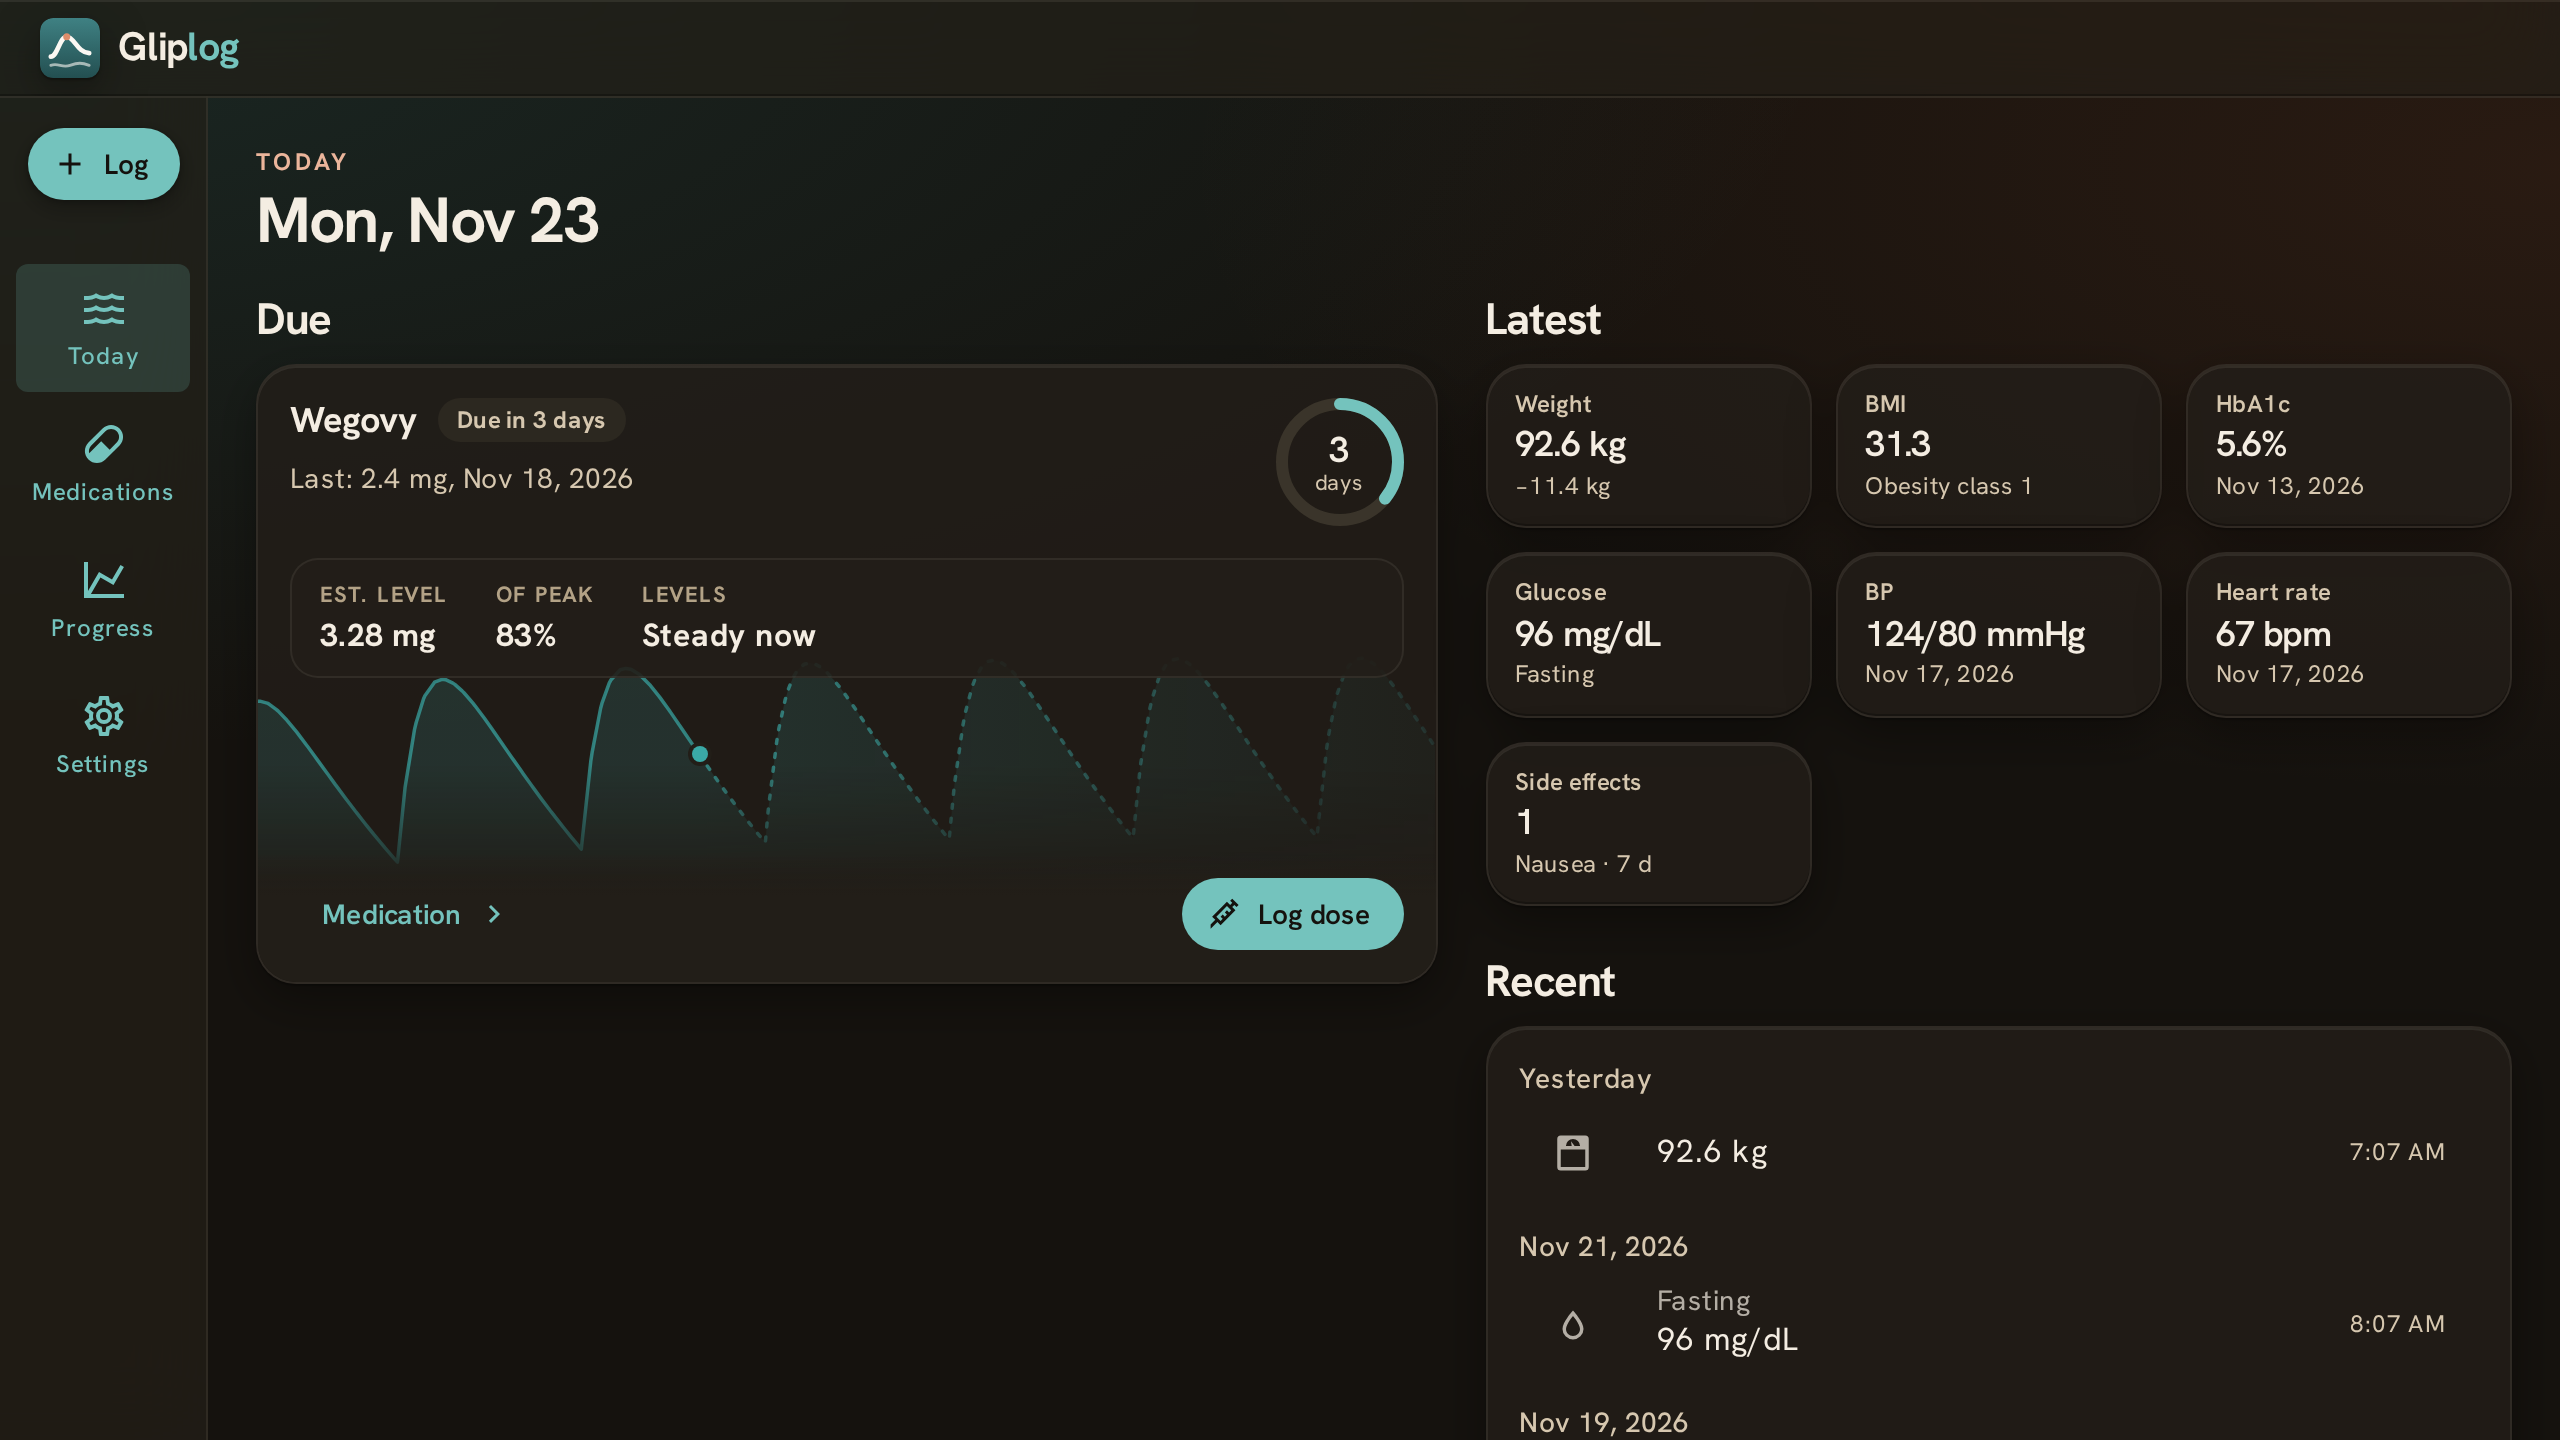 Gliplog
Log
Today
Medications
Progress
Settings
TODAY
Mon, Nov 23
Due
Wegovy
Due in 3 days
Last: 2.4 mg, Nov 18, 2026
3
days
EST. LEVEL
OF PEAK
LEVELS
3.28 mg
83%
Steady now
Medication
Log dose
Latest
Weight
92.6 kg
−11.4 kg
BMI
31.3
Obesity class 1
HbA1c
5.6%
Nov 13, 2026
Glucose
96 mg/dL
Fasting
BP
124/80 mmHg
Nov 17, 2026
Heart rate
67 bpm
Nov 17, 2026
Side effects
1
Nausea · 7 d
Recent
Yesterday
92.6 kg
7:07 AM
Nov 21, 2026
Fasting
96 mg/dL
8:07 AM
Nov 19, 2026